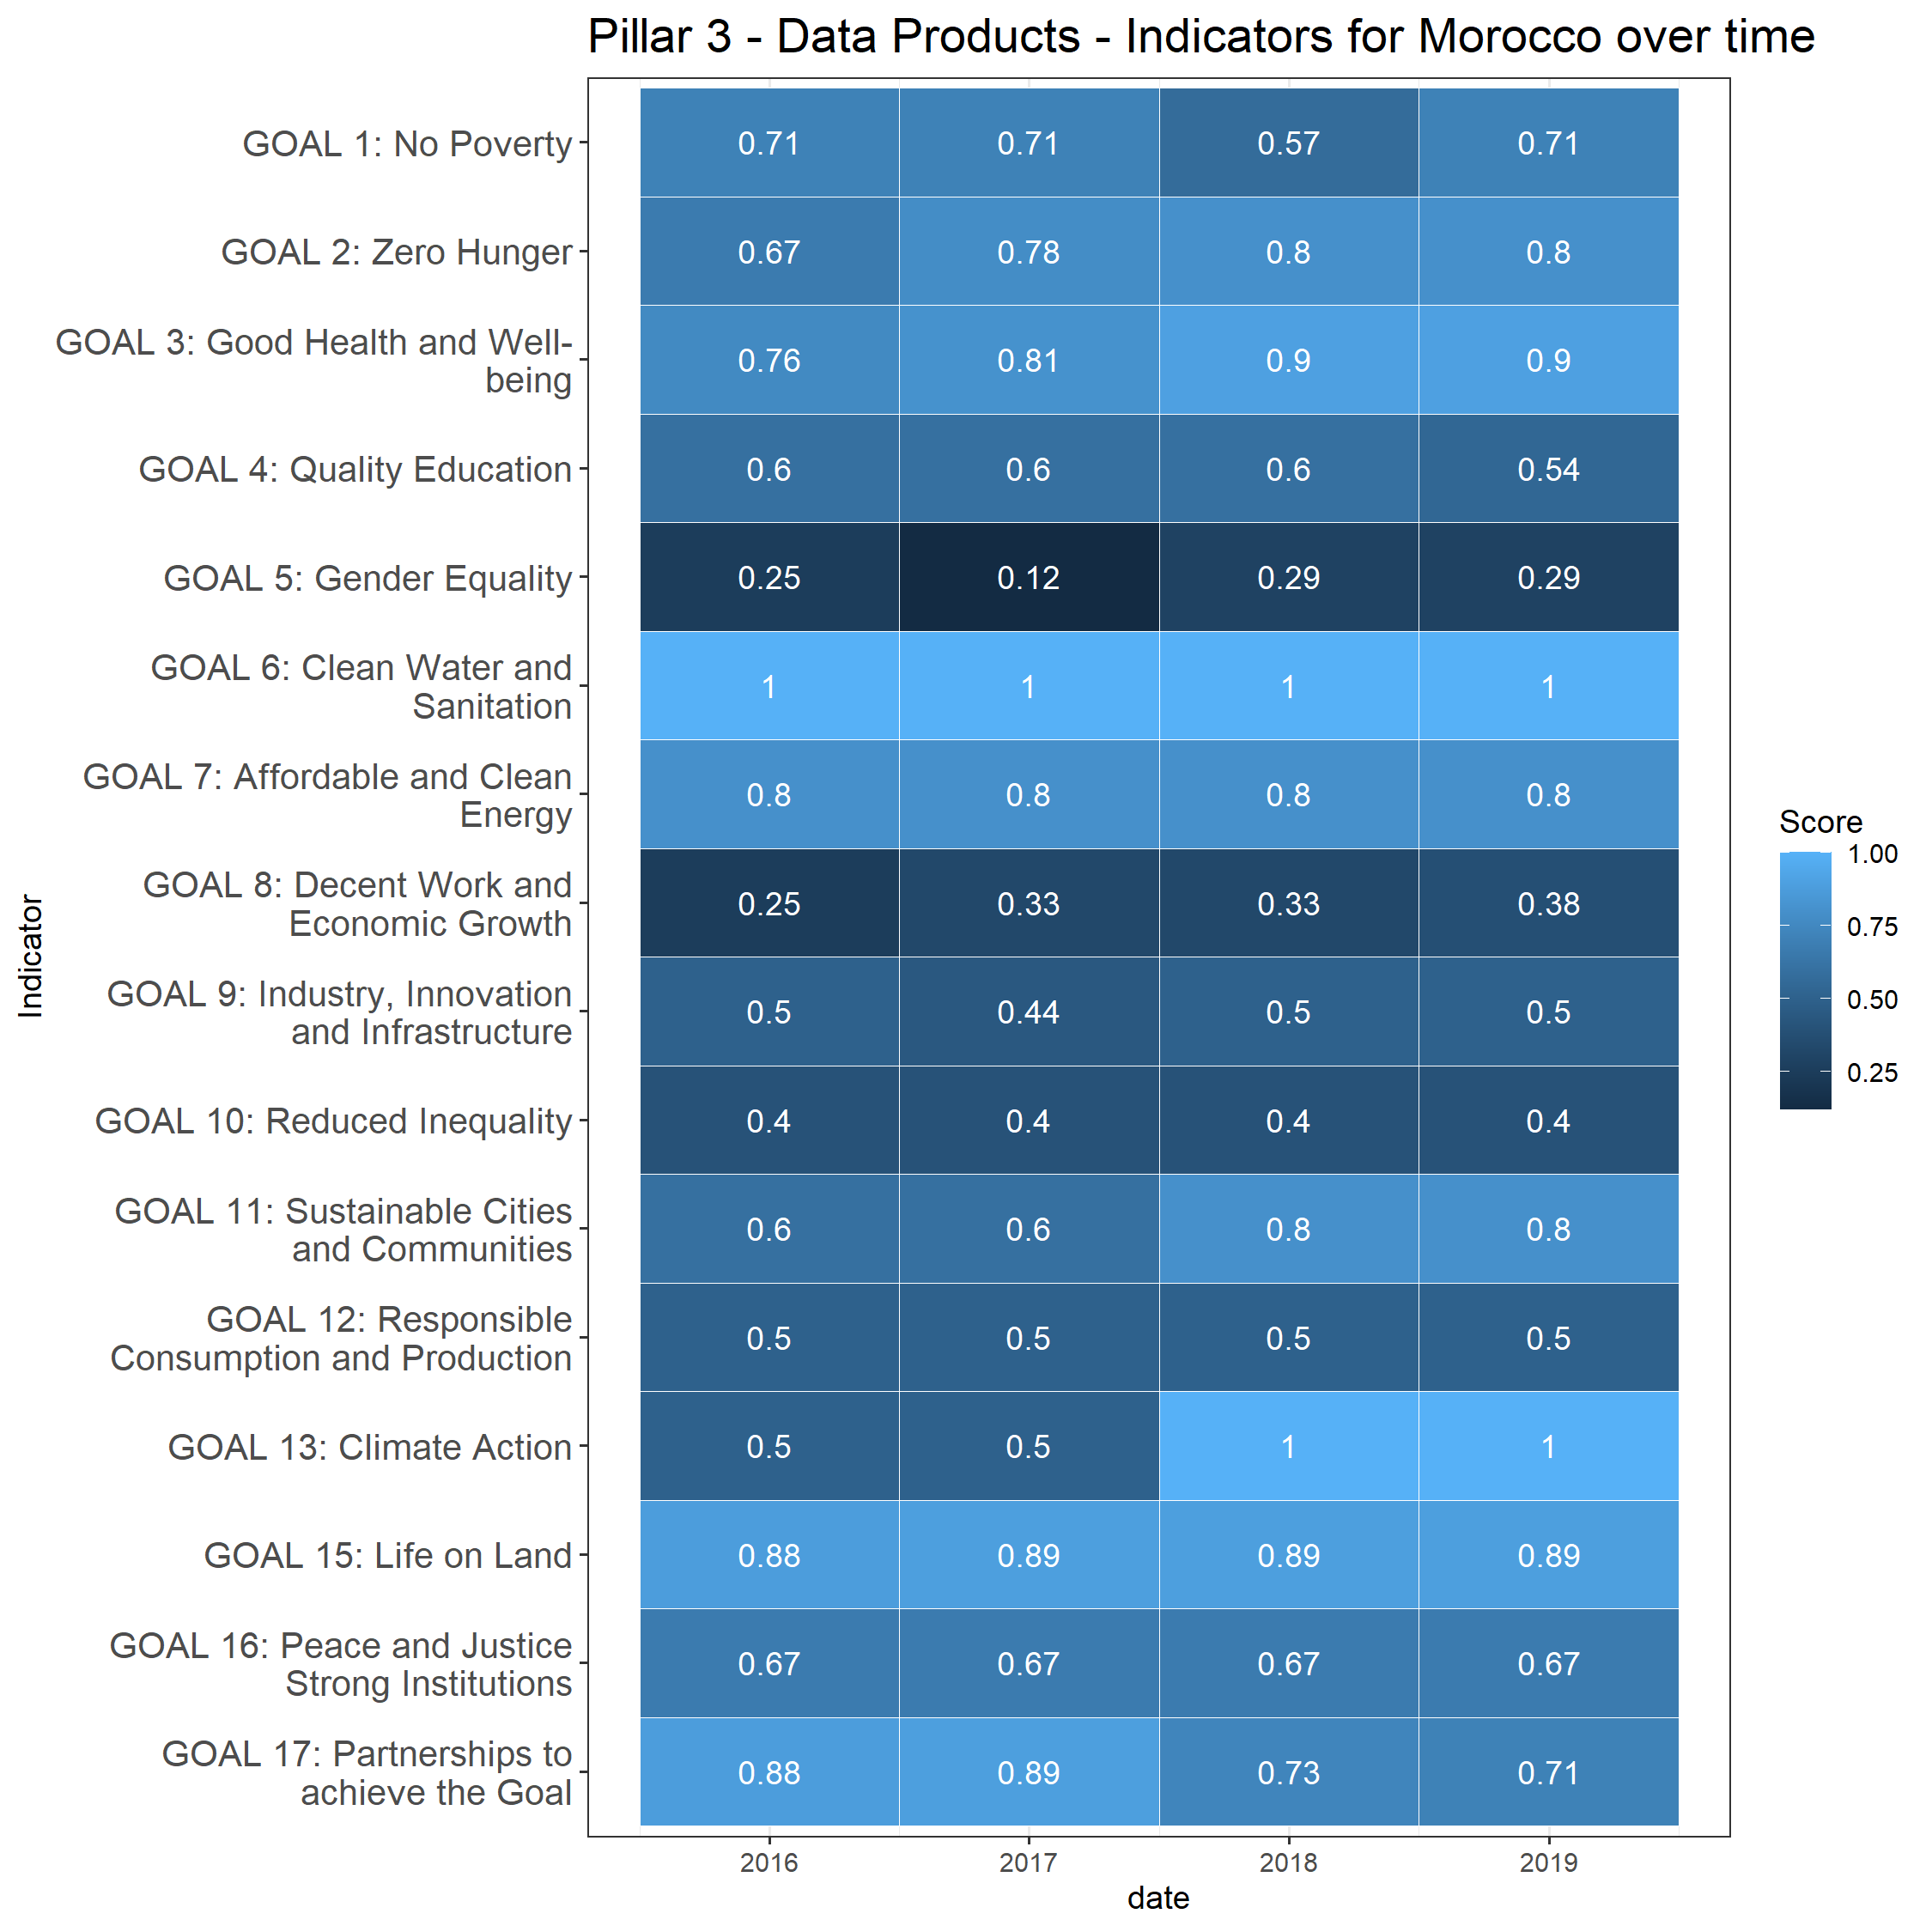 Pillar 3 - Data Products - Indicators for Morocco over time
GOAL 1: No Poverty
0.71 0.71 0.57 0.71
GOAL 2: Zero Hunger
0.67 0.78 0.8 0.8
GOAL 3: Good Health and Well-
being
0.76 0.81 0.9 0.9
GOAL 4: Quality Education
0.6 0.6 0.6 0.54
GOAL 5: Gender Equality
0.25 0.12 0.29 0.29
GOAL 6: Clean Water and
Sanitation
1 1 1 1
GOAL 7: Affordable and Clean
Energy
0.8 0.8 0.8 0.8
GOAL 8: Decent Work and
Economic Growth
0.25 0.33 0.33 0.38
GOAL 9: Industry, Innovation
and Infrastructure
0.5 0.44 0.5 0.5
GOAL 10: Reduced Inequality
0.4 0.4 0.4 0.4
GOAL 11: Sustainable Cities
and Communities
0.6 0.6 0.8 0.8
GOAL 12: Responsible
Consumption and Production
0.5 0.5 0.5 0.5
GOAL 13: Climate Action
0.5 0.5 1 1
GOAL 15: Life on Land
0.88 0.89 0.89 0.89
GOAL 16: Peace and Justice
Strong Institutions
0.67 0.67 0.67 0.67
GOAL 17: Partnerships to
achieve the Goal
0.88 0.89 0.73 0.71
2016 2017 2018 2019
date
Indicator
Score
1.00
0.75
0.50
0.25